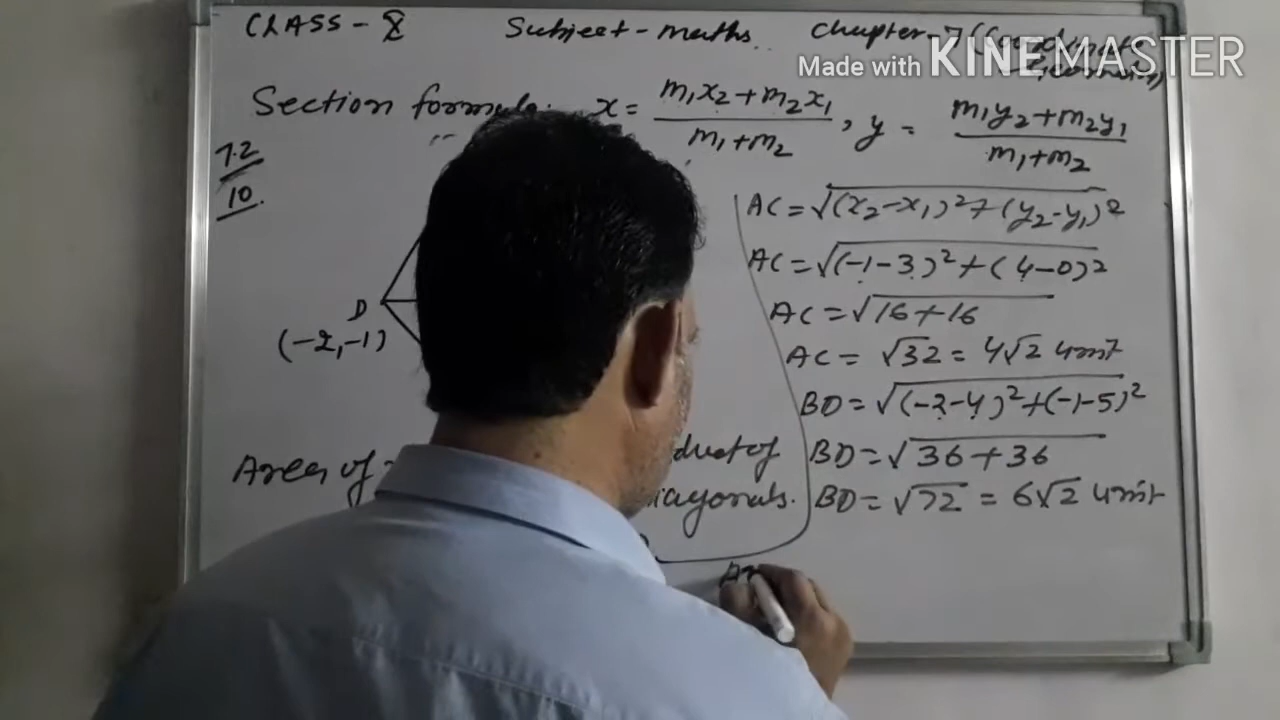 CLASS - X Subject - maths Chapter - 7 (Coordinate
Made with KINEMASTER
Section formula: x = m₁x₂+m₂x₁ / m₁+m₂ , y = m₁y₂+m₂y₁ / m₁+m₂
7.2
10.
D
(-2,-1)
Area of
duct of
diagonals.
AC = √(x₂-x₁)²+(y₂-y₁)²
AC = √(-1-3)²+(4-0)²
AC = √16+16
AC = √32 = 4√2 unit
BD = √(-2-4)²+(-1-5)²
BD = √36+36
BD = √72 = 6√2 unit
Ar